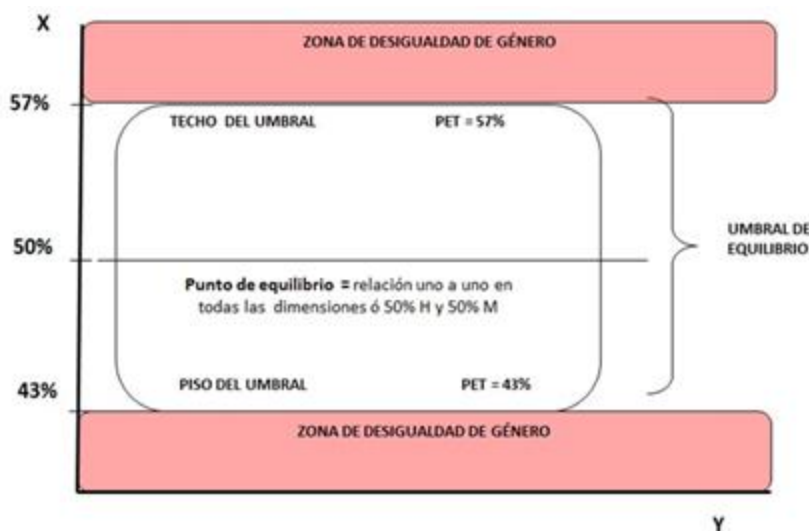 X
ZONA DE DESIGUALDAD DE GÉNERO
57%
TECHO DEL UMBRAL PET = 57%
50%
UMBRAL DE
EQUILIBRIO
Punto de equilibrio = relación uno a uno en
todas las dimensiones ó 50% H y 50% M
43%
PISO DEL UMBRAL PET = 43%
ZONA DE DESIGUALDAD DE GÉNERO
Y